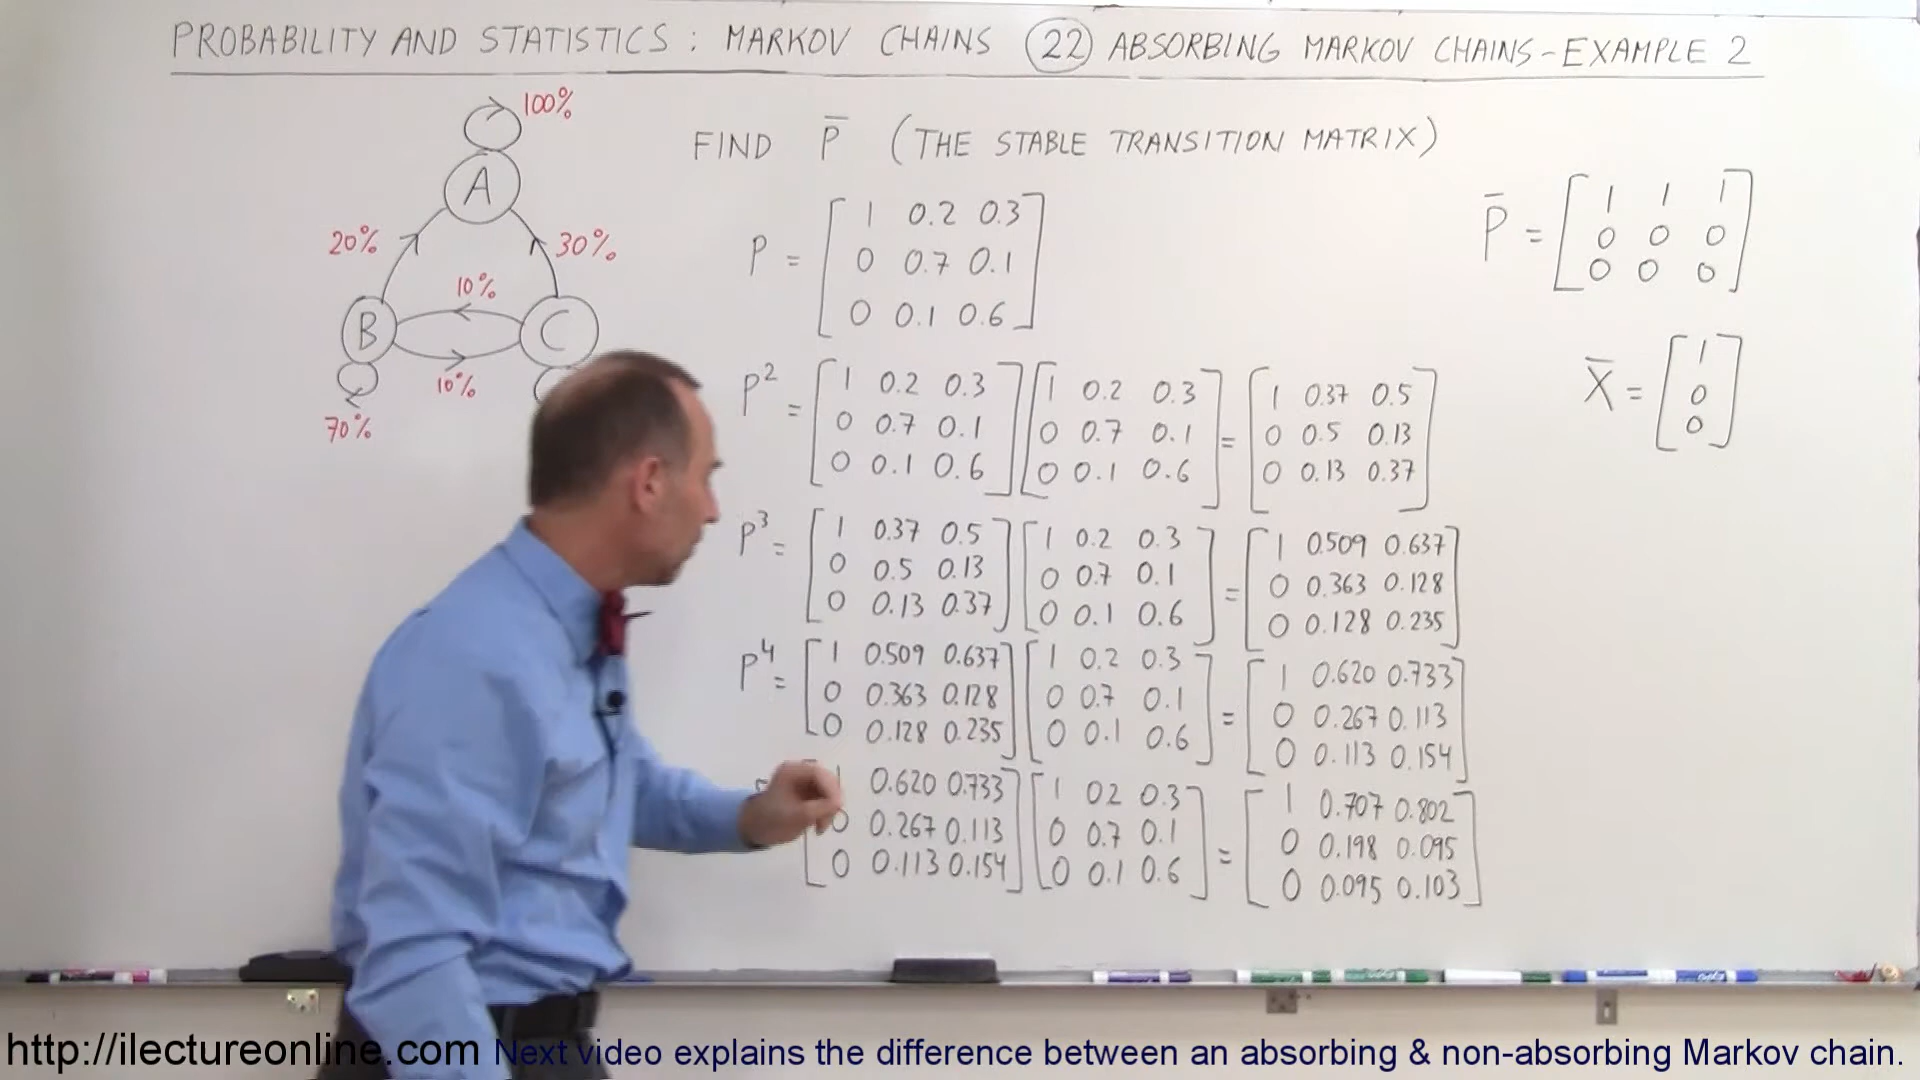 PROBABILITY AND STATISTICS: MARKOV CHAINS 22 ABSORBING MARKOV CHAINS-EXAMPLE 2
100%
A
20%
30%
10%
B
C
10%
70%
FIND P̅ (THE STABLE TRANSITION MATRIX)
P = [1 0.2 0.3
0 0.7 0.1
0 0.1 0.6]
P̅ = [1 1 1
0 0 0
0 0 0]
X̅ = [1
0
0]
P² = [1 0.2 0.3] [1 0.2 0.3] = [1 0.37 0.5]
[0 0.7 0.1] [0 0.7 0.1] [0 0.5 0.13]
[0 0.1 0.6] [0 0.1 0.6] [0 0.13 0.37]
P³ = [1 0.37 0.5] [1 0.2 0.3] = [1 0.509 0.637]
[0 0.5 0.13] [0 0.7 0.1] [0 0.363 0.128]
[0 0.13 0.37] [0 0.1 0.6] [0 0.128 0.235]
P⁴ = [1 0.509 0.637] [1 0.2 0.3] = [1 0.620 0.733]
[0 0.363 0.128] [0 0.7 0.1] [0 0.267 0.113]
[0 0.128 0.235] [0 0.1 0.6] [0 0.113 0.154]
[1 0.620 0.733] [1 02 0.3] = [1 0.707 0.802]
[0 0.267 0.113] [0 0.7 0.1] [0 0.198 0.095]
[0 0.113 0.154] [0 0.1 0.6] [0 0.095 0.103]
http://ilectureonline.com Next video explains the difference between an absorbing & non-absorbing Markov chain.